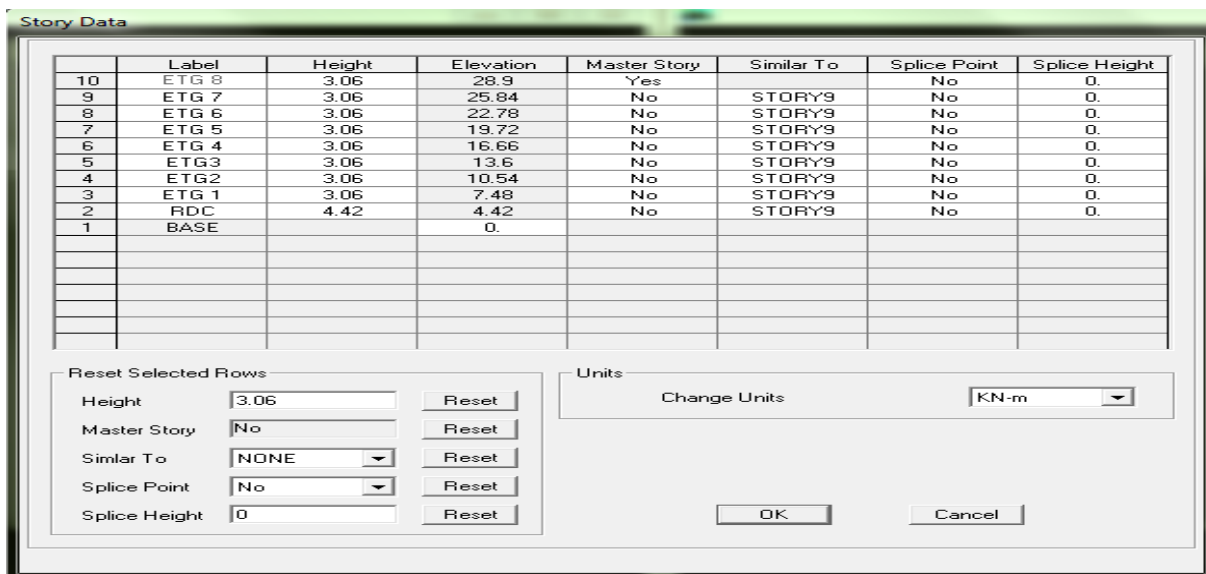 Story Data
Label Height Elevation Master Story Similar To Splice Point Splice Height
10 ETG 8 3.06 28.9 Yes No 0.
9 ETG 7 3.06 25.84 No STORY9 No 0.
8 ETG 6 3.06 22.78 No STORY9 No 0.
7 ETG 5 3.06 19.72 No STORY9 No 0.
6 ETG 4 3.06 16.66 No STORY9 No 0.
5 ETG3 3.06 13.6 No STORY9 No 0.
4 ETG2 3.06 10.54 No STORY9 No 0.
3 ETG 1 3.06 7.48 No STORY9 No 0.
2 RDC 4.42 4.42 No STORY9 No 0.
1 BASE 0.
Reset Selected Rows
Height 3.06 Reset
Master Story No Reset
Simlar To NONE Reset
Splice Point No Reset
Splice Height 0 Reset
Units
Change Units KN-m
OK Cancel